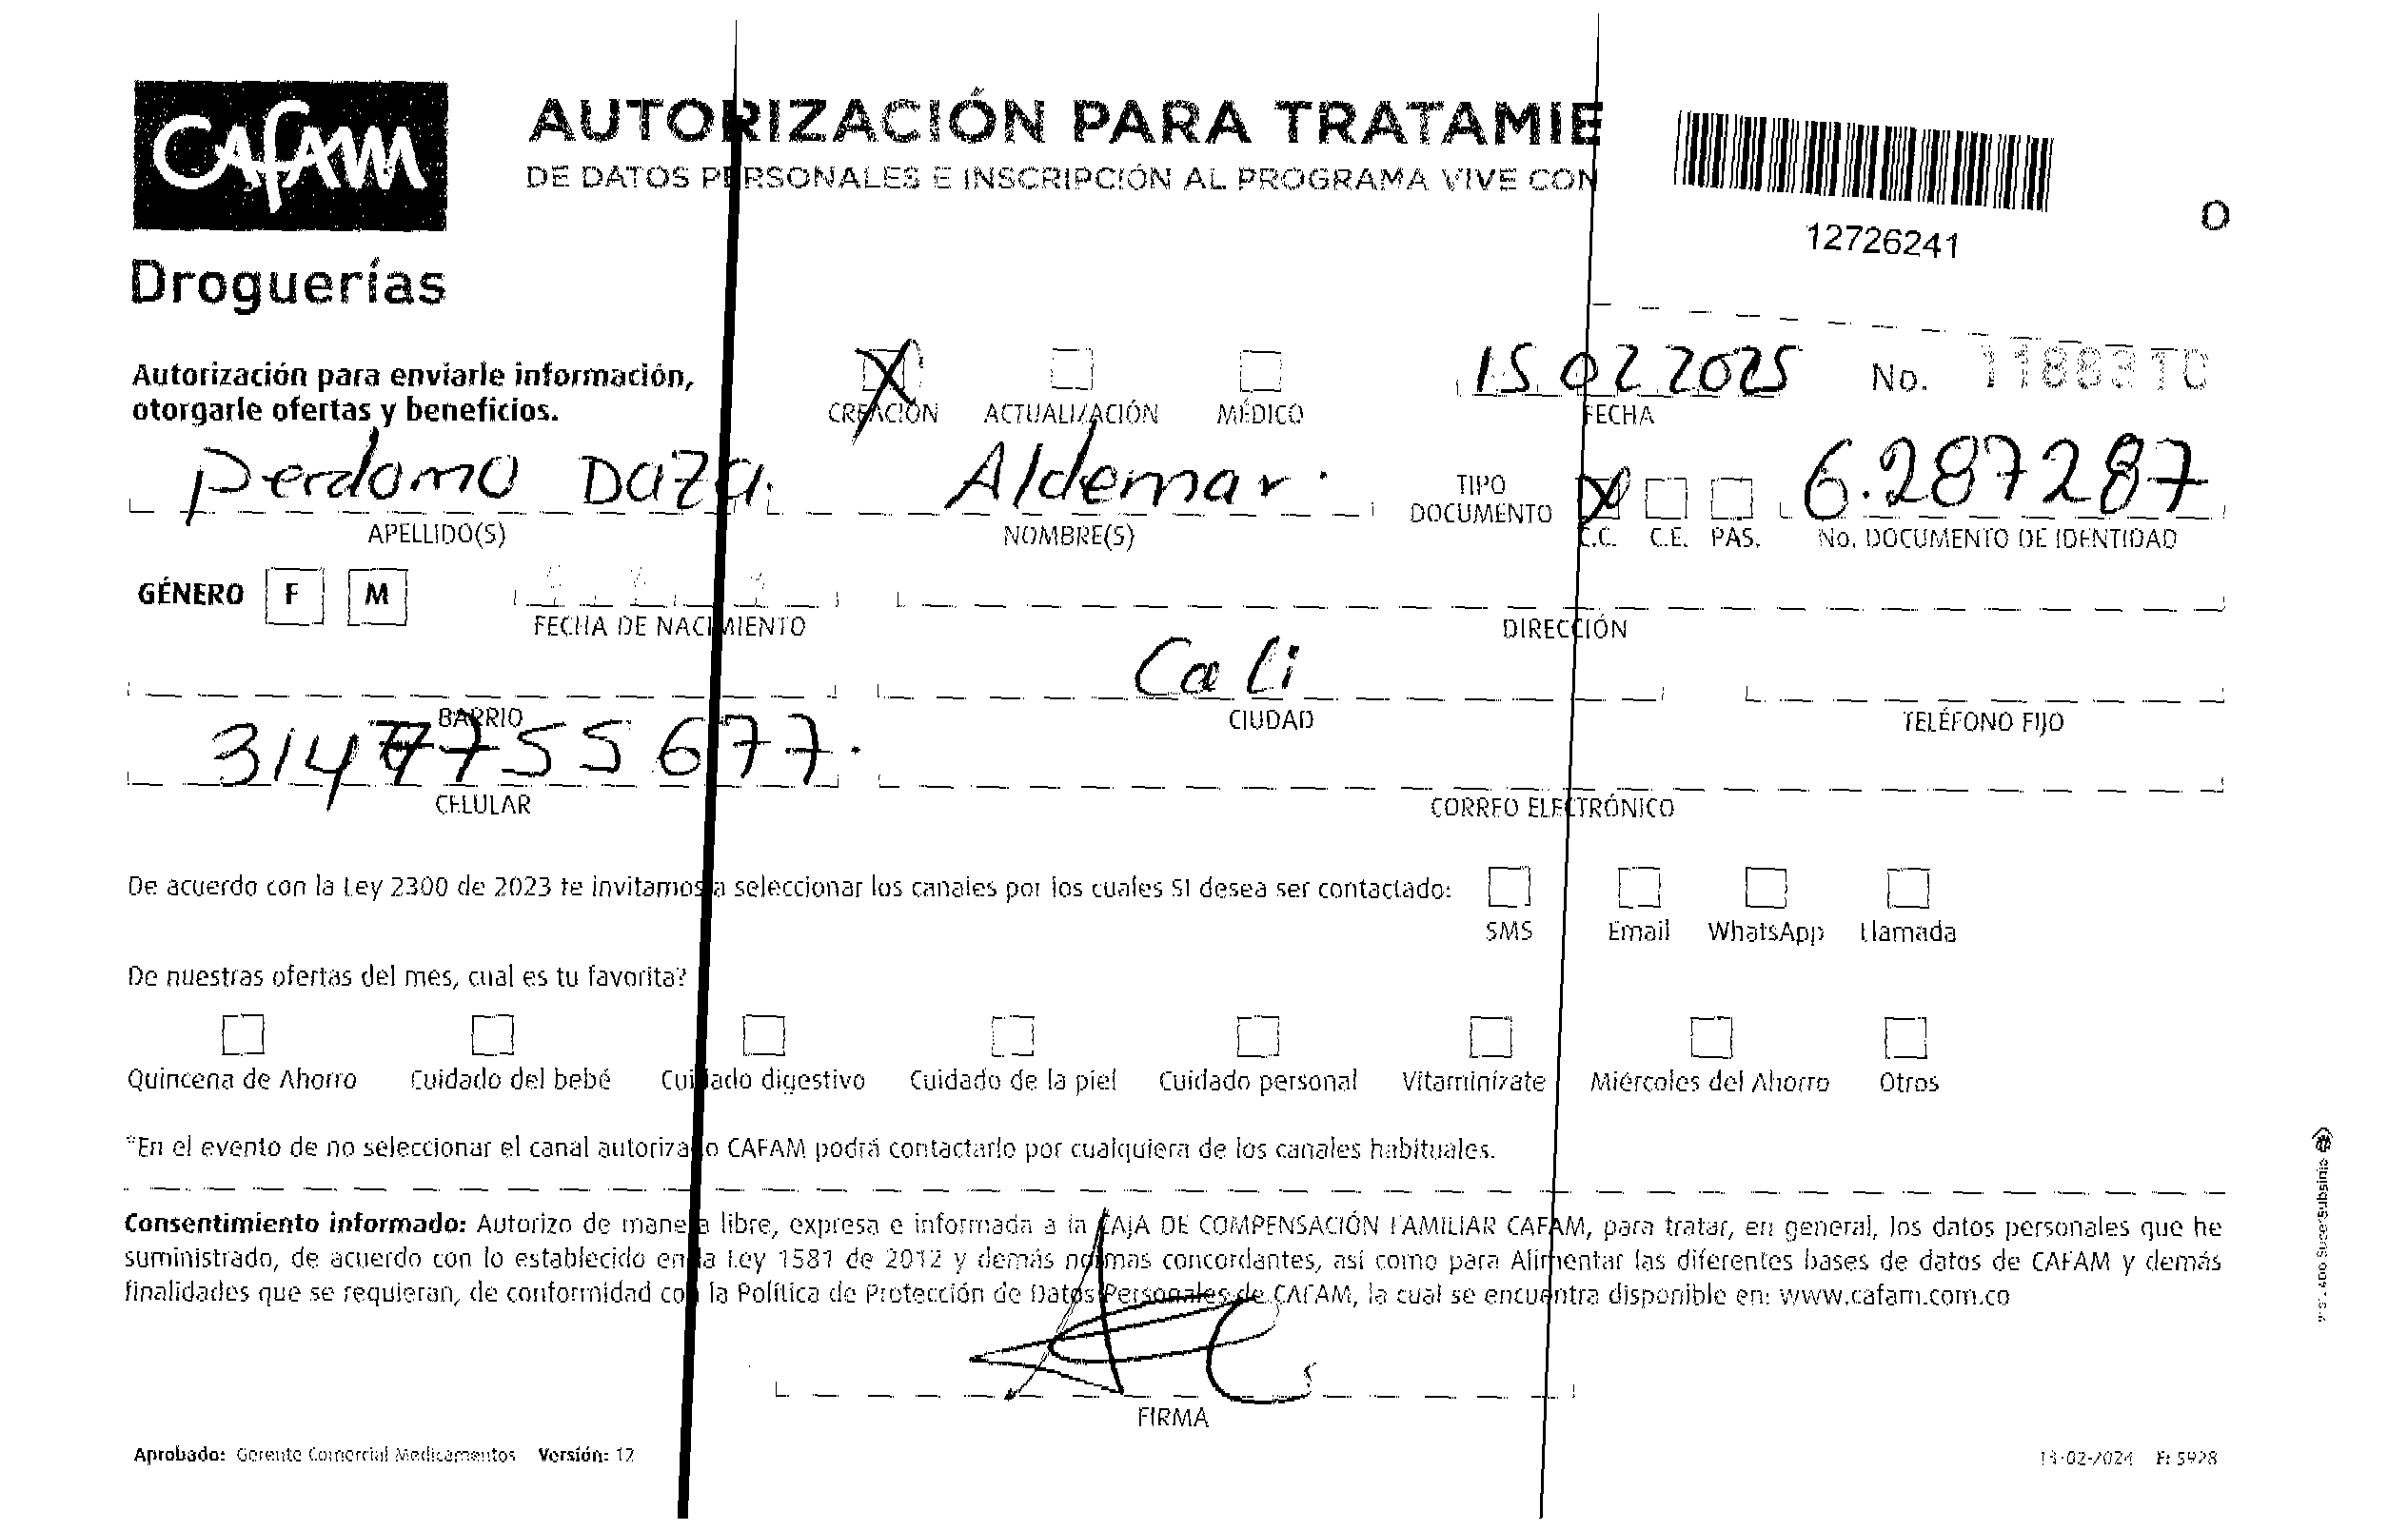 CAFAM
Droguerías
AUTORIZACIÓN PARA TRATAMIE
DE DATOS PERSONALES E INSCRIPCIÓN AL PROGRAMA VIVE CON
12726241
O
Autorización para enviarle información,
otorgarle ofertas y beneficios.
CREACIÓN ACTUALIZACIÓN MÉDICO
15 02 2025
FECHA
No.
Perdomo Daza. Aldemar.
APELLIDO(S) NOMBRE(S)
TIPO
DOCUMENTO
C.C. C.E. PAS.
6.287287
No. DOCUMENTO DE IDENTIDAD
GÉNERO F M
FECHA DE NACIMIENTO DIRECCIÓN
Cali
BARRIO CIUDAD TELÉFONO FIJO
3147755677.
CELULAR CORREO ELECTRÓNICO
De acuerdo con la Ley 2300 de 2023 te invitamos a seleccionar los canales por los cuales SI desea ser contactado:
SMS Email WhatsApp Llamada
De nuestras ofertas del mes, cual es tu favorita?
Quincena de Ahorro Cuidado del bebé Cuidado digestivo Cuidado de la piel Cuidado personal Vitaminízate Miércoles del Ahorro Otros
*En el evento de no seleccionar el canal autorizado CAFAM podrá contactarlo por cualquiera de los canales habituales.
Consentimiento informado: Autorizo de manera libre, expresa e informada a la CAJA DE COMPENSACIÓN FAMILIAR CAFAM, para tratar, en general, los datos personales que he
suministrado, de acuerdo con lo establecido en la Ley 1581 de 2012 y demás normas concordantes, así como para Alimentar las diferentes bases de datos de CAFAM y demás
finalidades que se requieran, de conformidad con la Política de Protección de Datos Personales de CAFAM, la cual se encuentra disponible en: www.cafam.com.co
FIRMA
Aprobado: Gerente Comercial Medicamentos Versión: 12
F: 5928